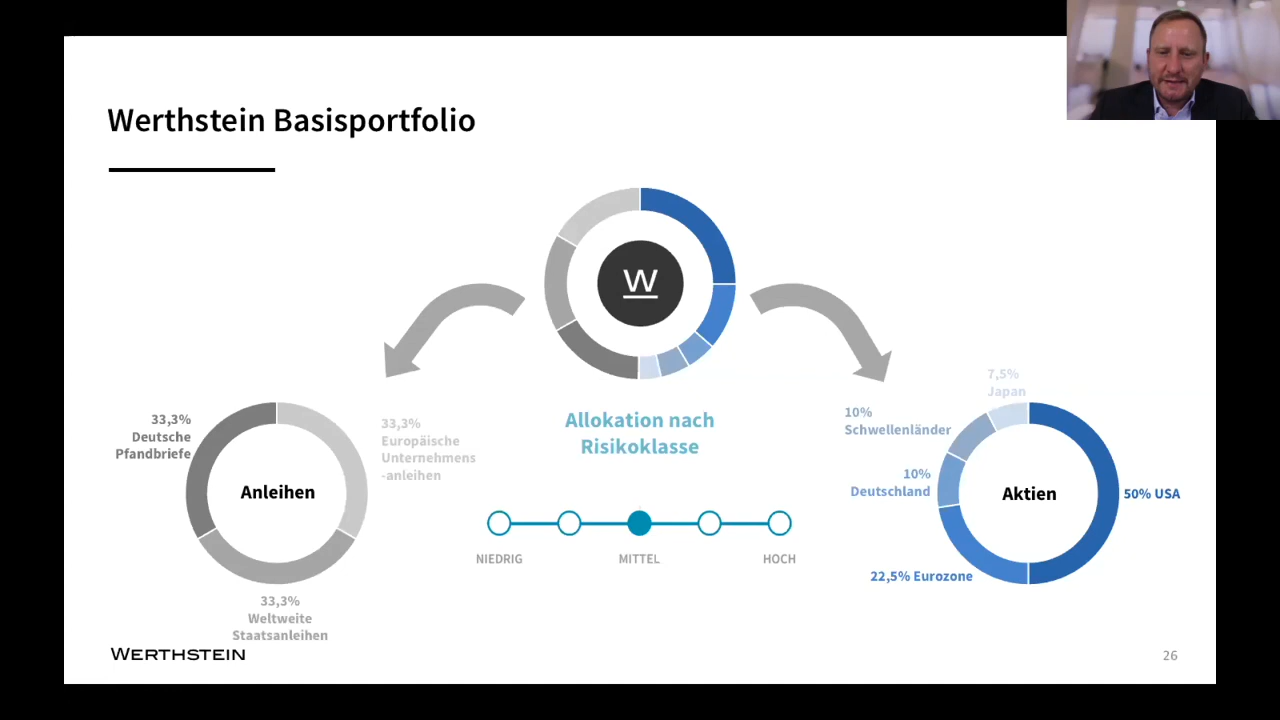 Werthstein Basisportfolio
W
Allokation nach
Risikoklasse
NIEDRIG
MITTEL
HOCH
33,3%
Deutsche
Pfandbriefe
Anleihen
33,3%
Europäische
Unternehmens
-anleihen
33,3%
Weltweite
Staatsanleihen
7,5%
Japan
10%
Schwellenländer
10%
Deutschland
Aktien
50% USA
22,5% Eurozone
WERTHSTEIN
26